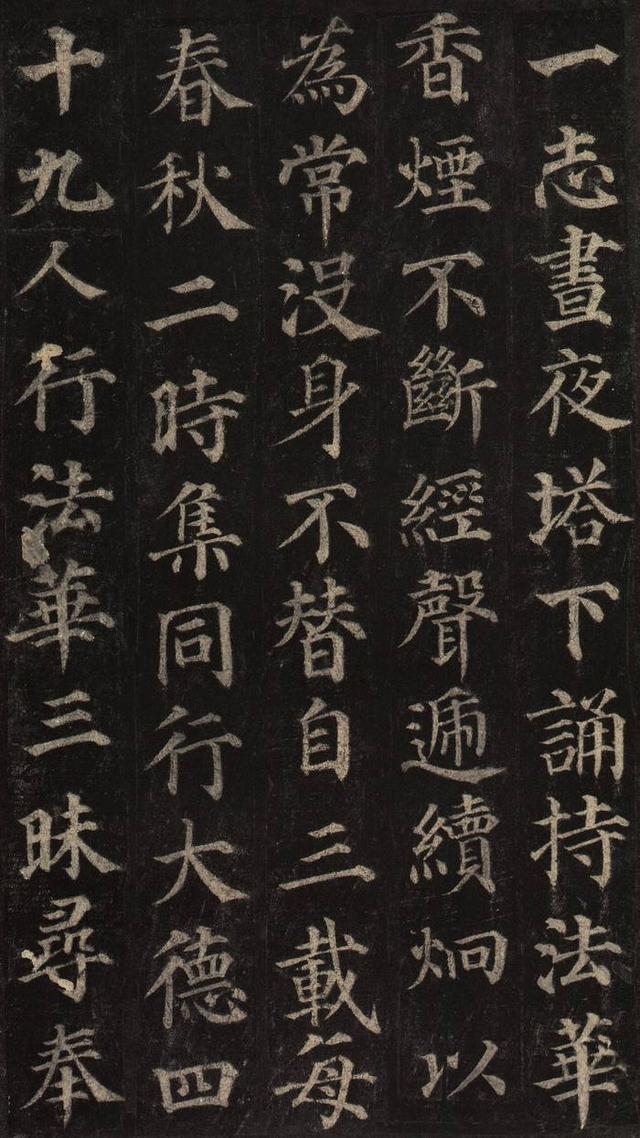 一志晝夜塔下誦持法華
香煙不斷經聲遞續炯以
為常沒身不替自三載每
春秋二時集同行大德四
十九人行法華三昧尋奉